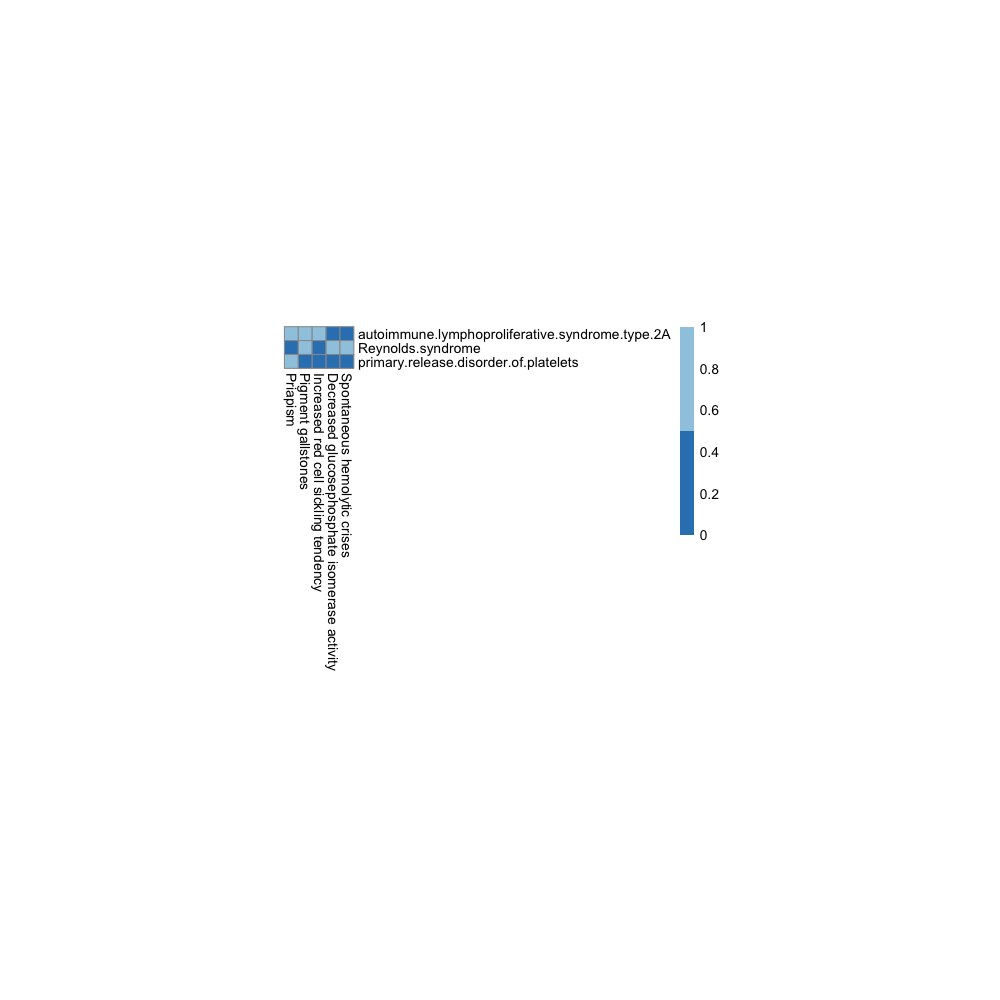 autoimmune.lymphoproliferative.syndrome.type.2A
Reynolds.syndrome
primary.release.disorder.of.platelets
Priapism
Pigment gallstones
Increased red cell sickling tendency
Decreased glucosephosphate isomerase activity
Spontaneous hemolytic crises
1
0.8
0.6
0.4
0.2
0